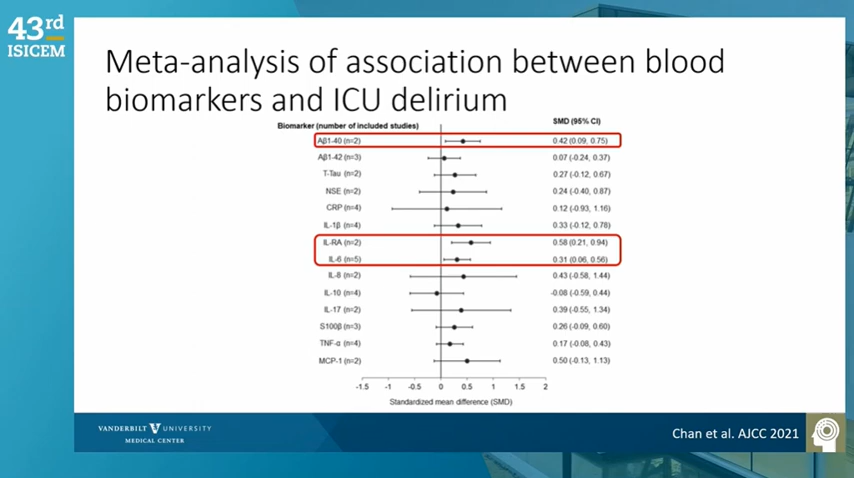 43rd
ISICEM
Meta-analysis of association between blood
biomarkers and ICU delirium
Biomarker (number of included studies) SMD (95% CI)
Aβ1-40 (n=2) 0.42 (0.09, 0.75)
Aβ1-42 (n=3) 0.07 (-0.24, 0.37)
T-Tau (n=2) 0.27 (-0.12, 0.67)
NSE (n=2) 0.24 (-0.40, 0.87)
CRP (n=4) 0.12 (-0.93, 1.16)
IL-1β (n=4) 0.33 (-0.12, 0.78)
IL-RA (n=2) 0.58 (0.21, 0.94)
IL-6 (n=5) 0.31 (0.06, 0.56)
IL-8 (n=2) 0.43 (-0.58, 1.44)
IL-10 (n=4) -0.08 (-0.59, 0.44)
IL-17 (n=2) 0.39 (-0.55, 1.34)
S100β (n=3) 0.26 (-0.09, 0.60)
TNF-α (n=4) 0.17 (-0.08, 0.43)
MCP-1 (n=2) 0.50 (-0.13, 1.13)
-1.5 -1 -0.5 0 0.5 1 1.5 2
Standardized mean difference (SMD)
VANDERBILT V UNIVERSITY
MEDICAL CENTER
Chan et al. AJCC 2021